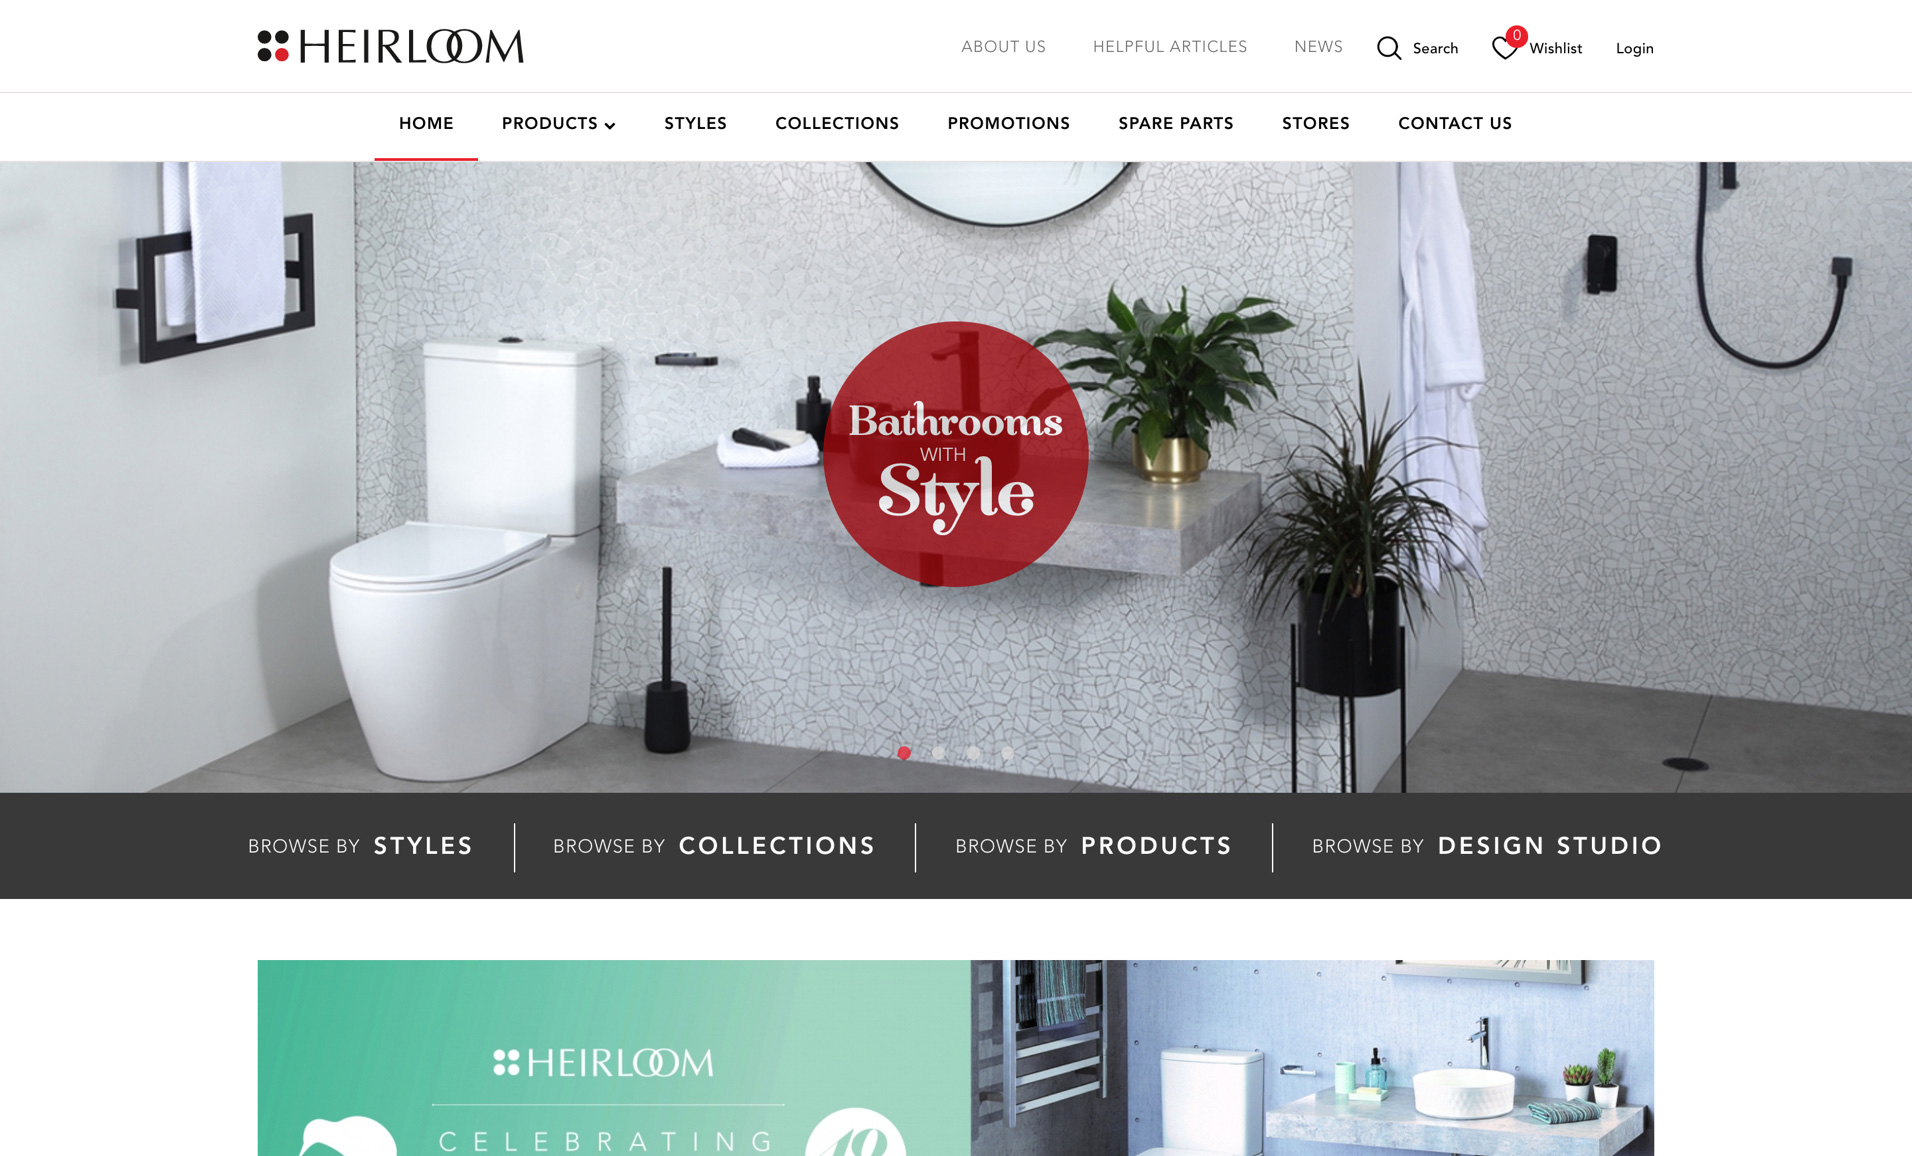 HEIRLOOM
ABOUT US
HELPFUL ARTICLES
NEWS
Search
0
Wishlist
Login
HOME
PRODUCTS
STYLES
COLLECTIONS
PROMOTIONS
SPARE PARTS
STORES
CONTACT US
Bathrooms
WITH
Style
BROWSE BY STYLES
BROWSE BY COLLECTIONS
BROWSE BY PRODUCTS
BROWSE BY DESIGN STUDIO
HEIRLOOM
CELEBRATING